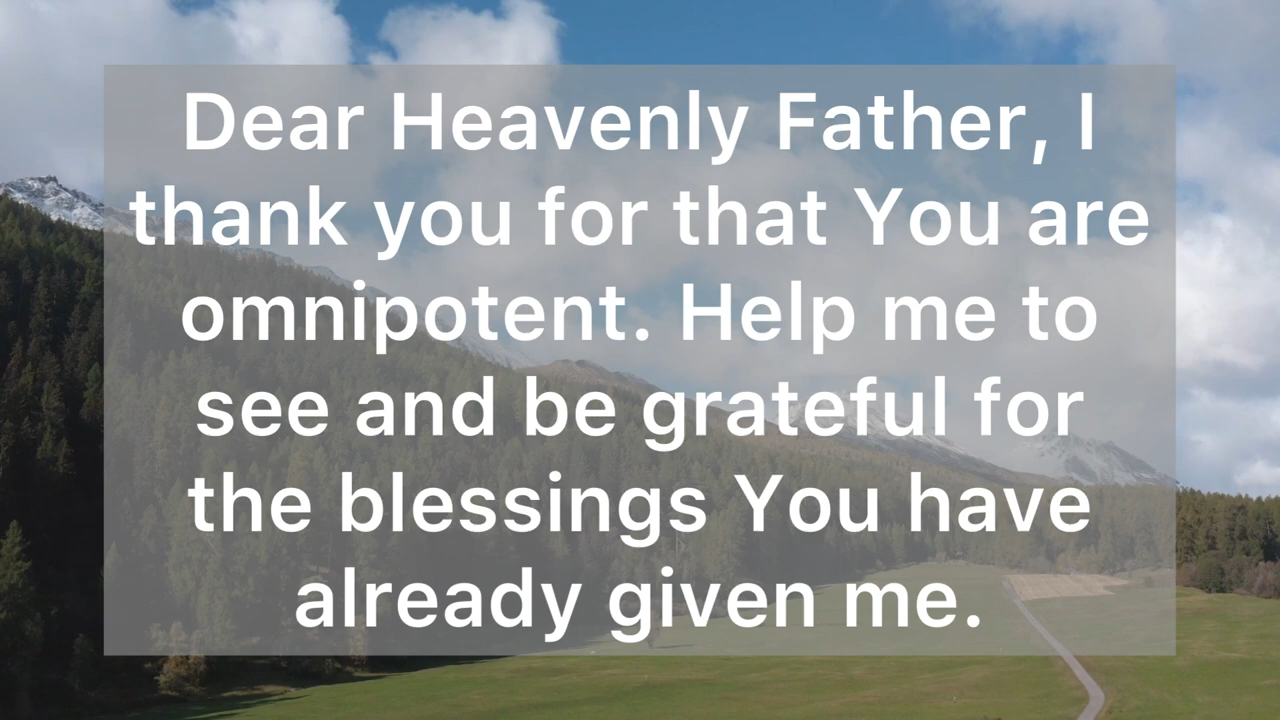 Dear Heavenly Father, I
thank you for that You are
omnipotent. Help me to
see and be grateful for
the blessings You have
already given me.